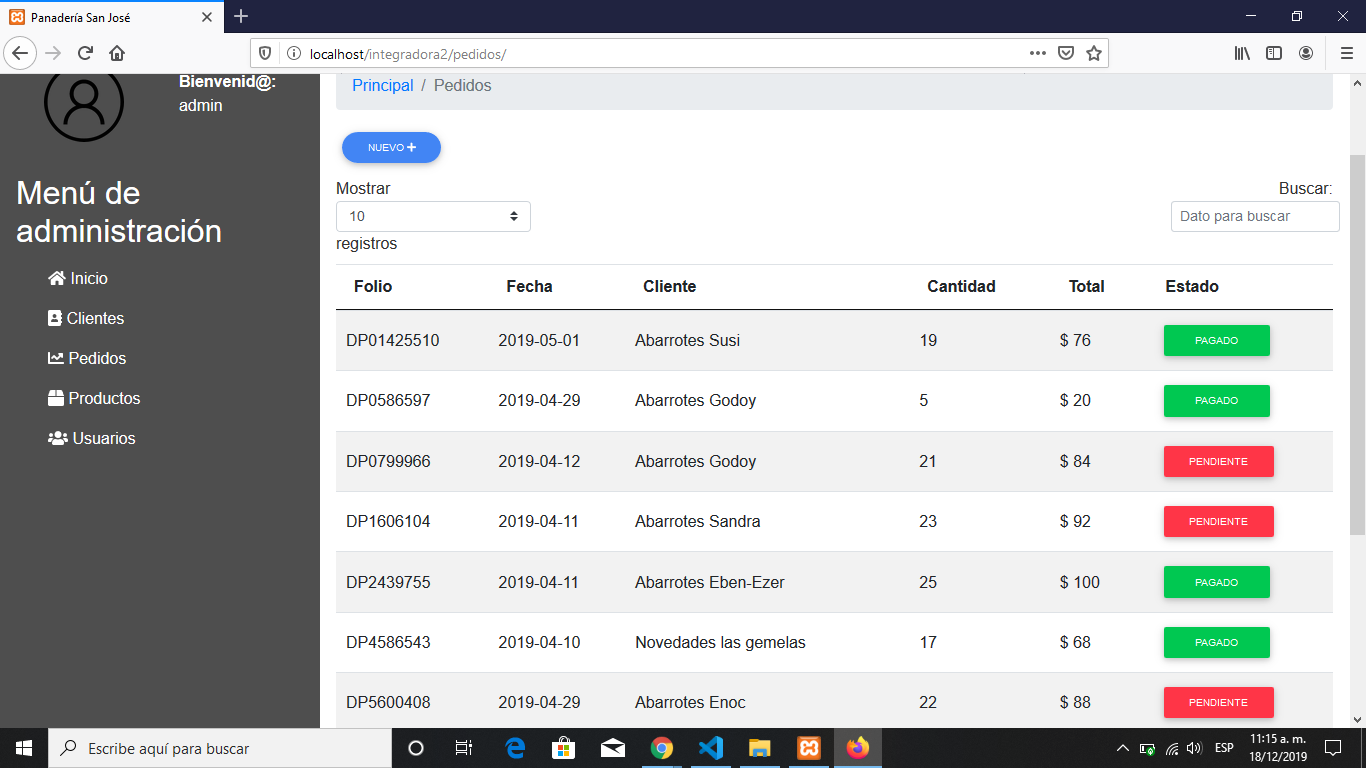 Panadería San José
localhost/integradora2/pedidos/
Bienvenid@:
admin
Menú de
administración
Inicio
Clientes
Pedidos
Productos
Usuarios
Principal / Pedidos
NUEVO +
Mostrar
10
registros
Buscar:
Dato para buscar
Folio Fecha Cliente Cantidad Total Estado
DP01425510 2019-05-01 Abarrotes Susi 19 $ 76 PAGADO
DP0586597 2019-04-29 Abarrotes Godoy 5 $ 20 PAGADO
DP0799966 2019-04-12 Abarrotes Godoy 21 $ 84 PENDIENTE
DP1606104 2019-04-11 Abarrotes Sandra 23 $ 92 PENDIENTE
DP2439755 2019-04-11 Abarrotes Eben-Ezer 25 $ 100 PAGADO
DP4586543 2019-04-10 Novedades las gemelas 17 $ 68 PAGADO
DP5600408 2019-04-29 Abarrotes Enoc 22 $ 88 PENDIENTE
Escribe aquí para buscar
ESP
11:15 a. m.
18/12/2019